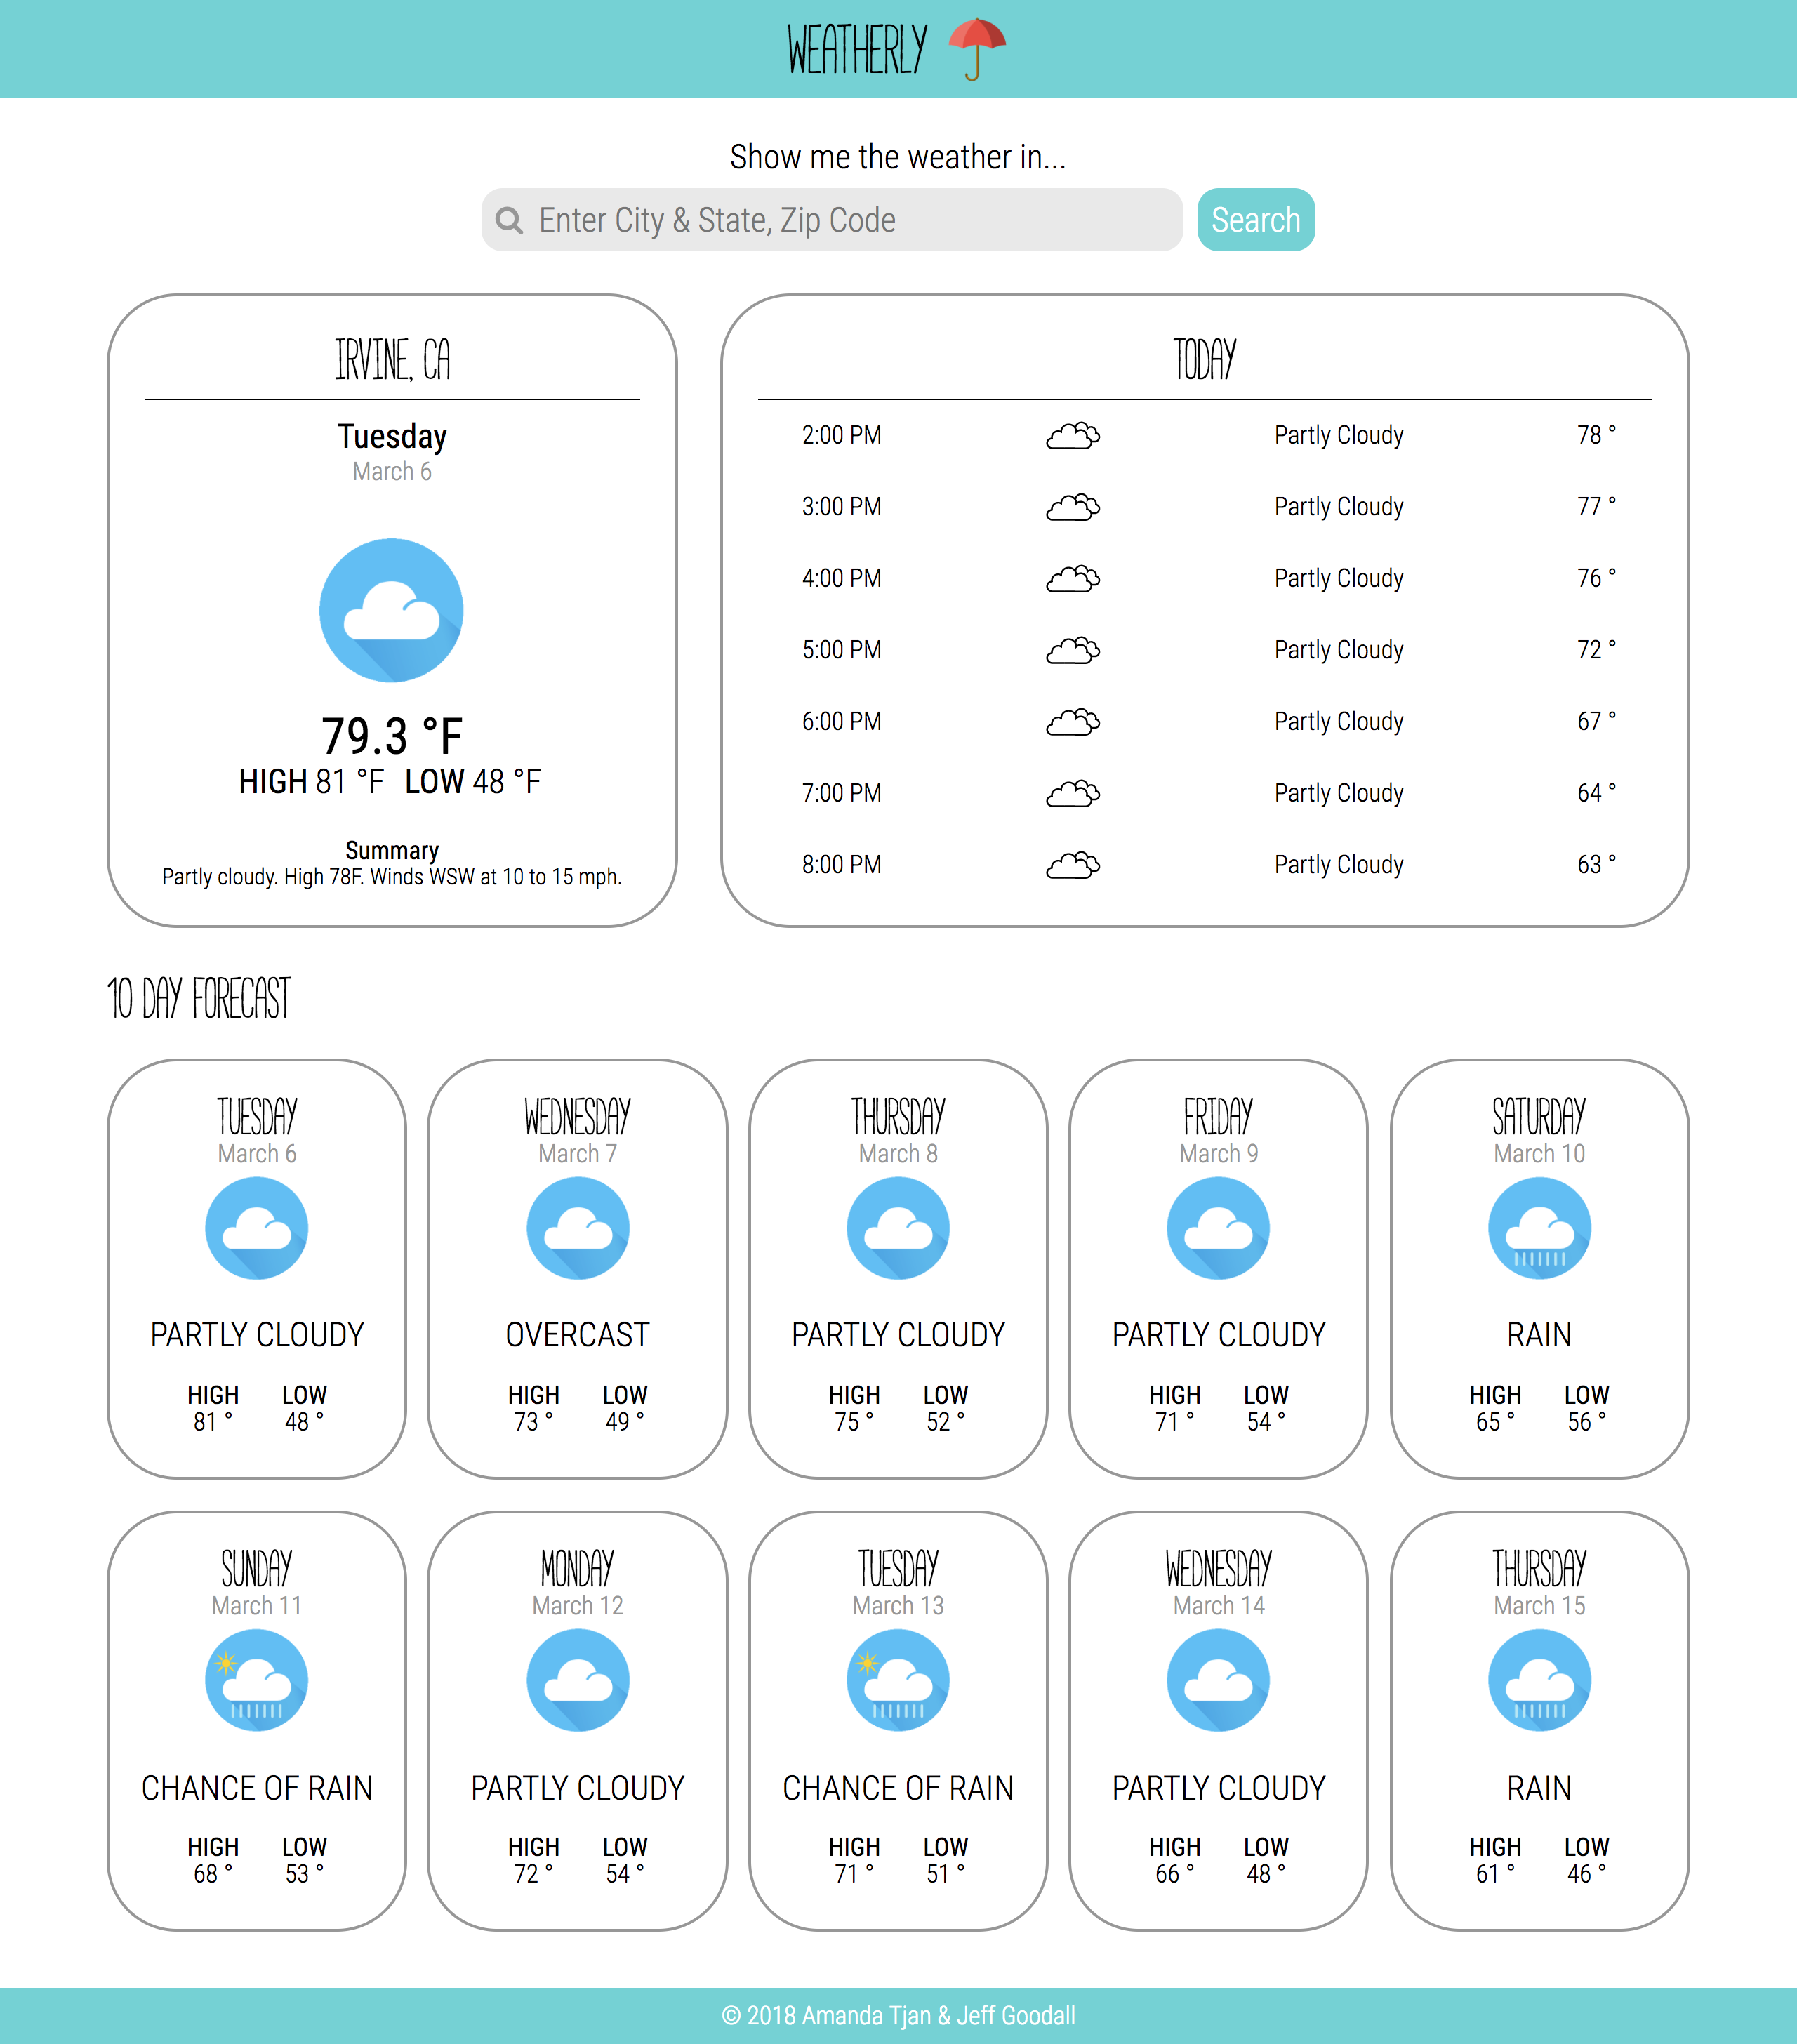 WEATHERLY
Show me the weather in...
Enter City & State, Zip Code Search
IRVINE, CA
Tuesday
March 6
79.3 °F
HIGH 81 °F LOW 48 °F
Summary
Partly cloudy. High 78F. Winds WSW at 10 to 15 mph.
TODAY
2:00 PM Partly Cloudy 78 °
3:00 PM Partly Cloudy 77 °
4:00 PM Partly Cloudy 76 °
5:00 PM Partly Cloudy 72 °
6:00 PM Partly Cloudy 67 °
7:00 PM Partly Cloudy 64 °
8:00 PM Partly Cloudy 63 °
10 DAY FORECAST
TUESDAY
March 6
PARTLY CLOUDY
HIGH LOW
81 ° 48 °
WEDNESDAY
March 7
OVERCAST
HIGH LOW
73 ° 49 °
THURSDAY
March 8
PARTLY CLOUDY
HIGH LOW
75 ° 52 °
FRIDAY
March 9
PARTLY CLOUDY
HIGH LOW
71 ° 54 °
SATURDAY
March 10
RAIN
HIGH LOW
65 ° 56 °
SUNDAY
March 11
CHANCE OF RAIN
HIGH LOW
68 ° 53 °
MONDAY
March 12
PARTLY CLOUDY
HIGH LOW
72 ° 54 °
TUESDAY
March 13
CHANCE OF RAIN
HIGH LOW
71 ° 51 °
WEDNESDAY
March 14
PARTLY CLOUDY
HIGH LOW
66 ° 48 °
THURSDAY
March 15
RAIN
HIGH LOW
61 ° 46 °
© 2018 Amanda Tjan & Jeff Goodall